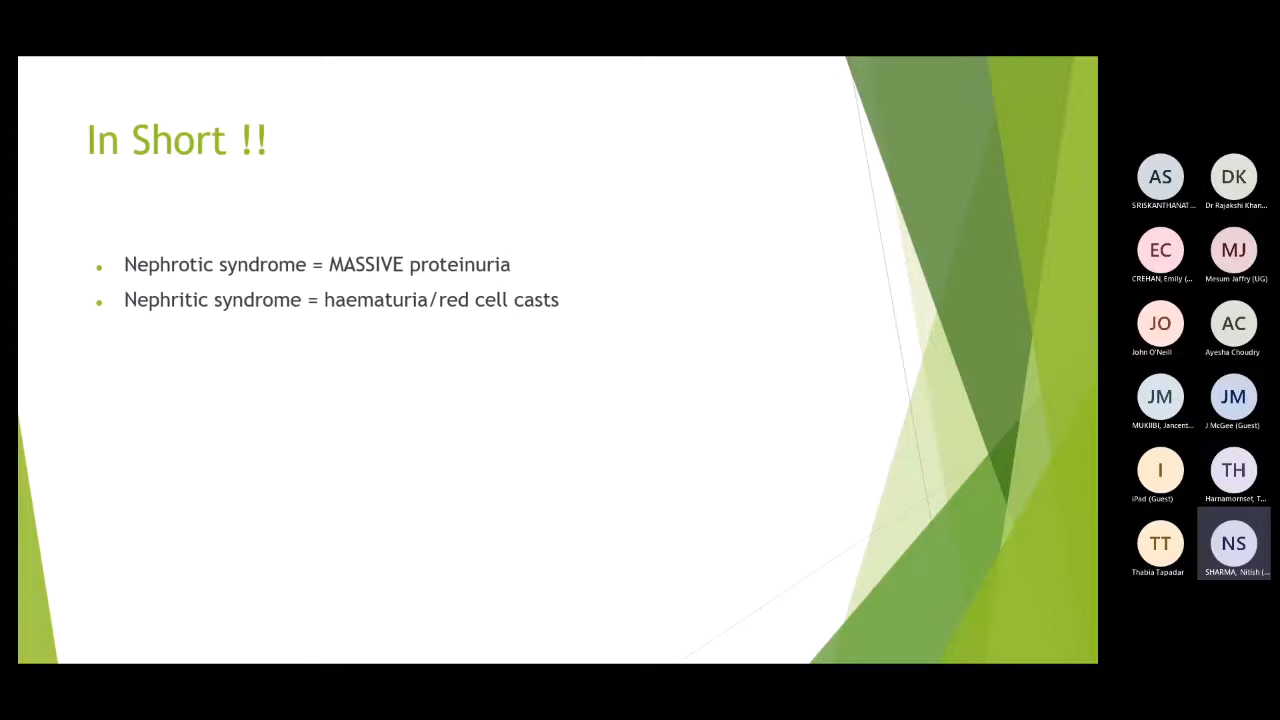 In Short !!
Nephrotic syndrome = MASSIVE proteinuria
Nephritic syndrome = haematuria/red cell casts
AS
DK
SRISKANTHANAT...
Dr Rajakshi Khan...
EC
MJ
CREHAN, Emily (...
Mesum Jaffry (UG)
JO
AC
John O'Neill
Ayesha Choudry
JM
JM
MUKIIBI, Jancent...
J McGee (Guest)
I
TH
iPad (Guest)
Harnamornset, T...
TT
NS
Thabia Tapadar
SHARMA, Nitish (...